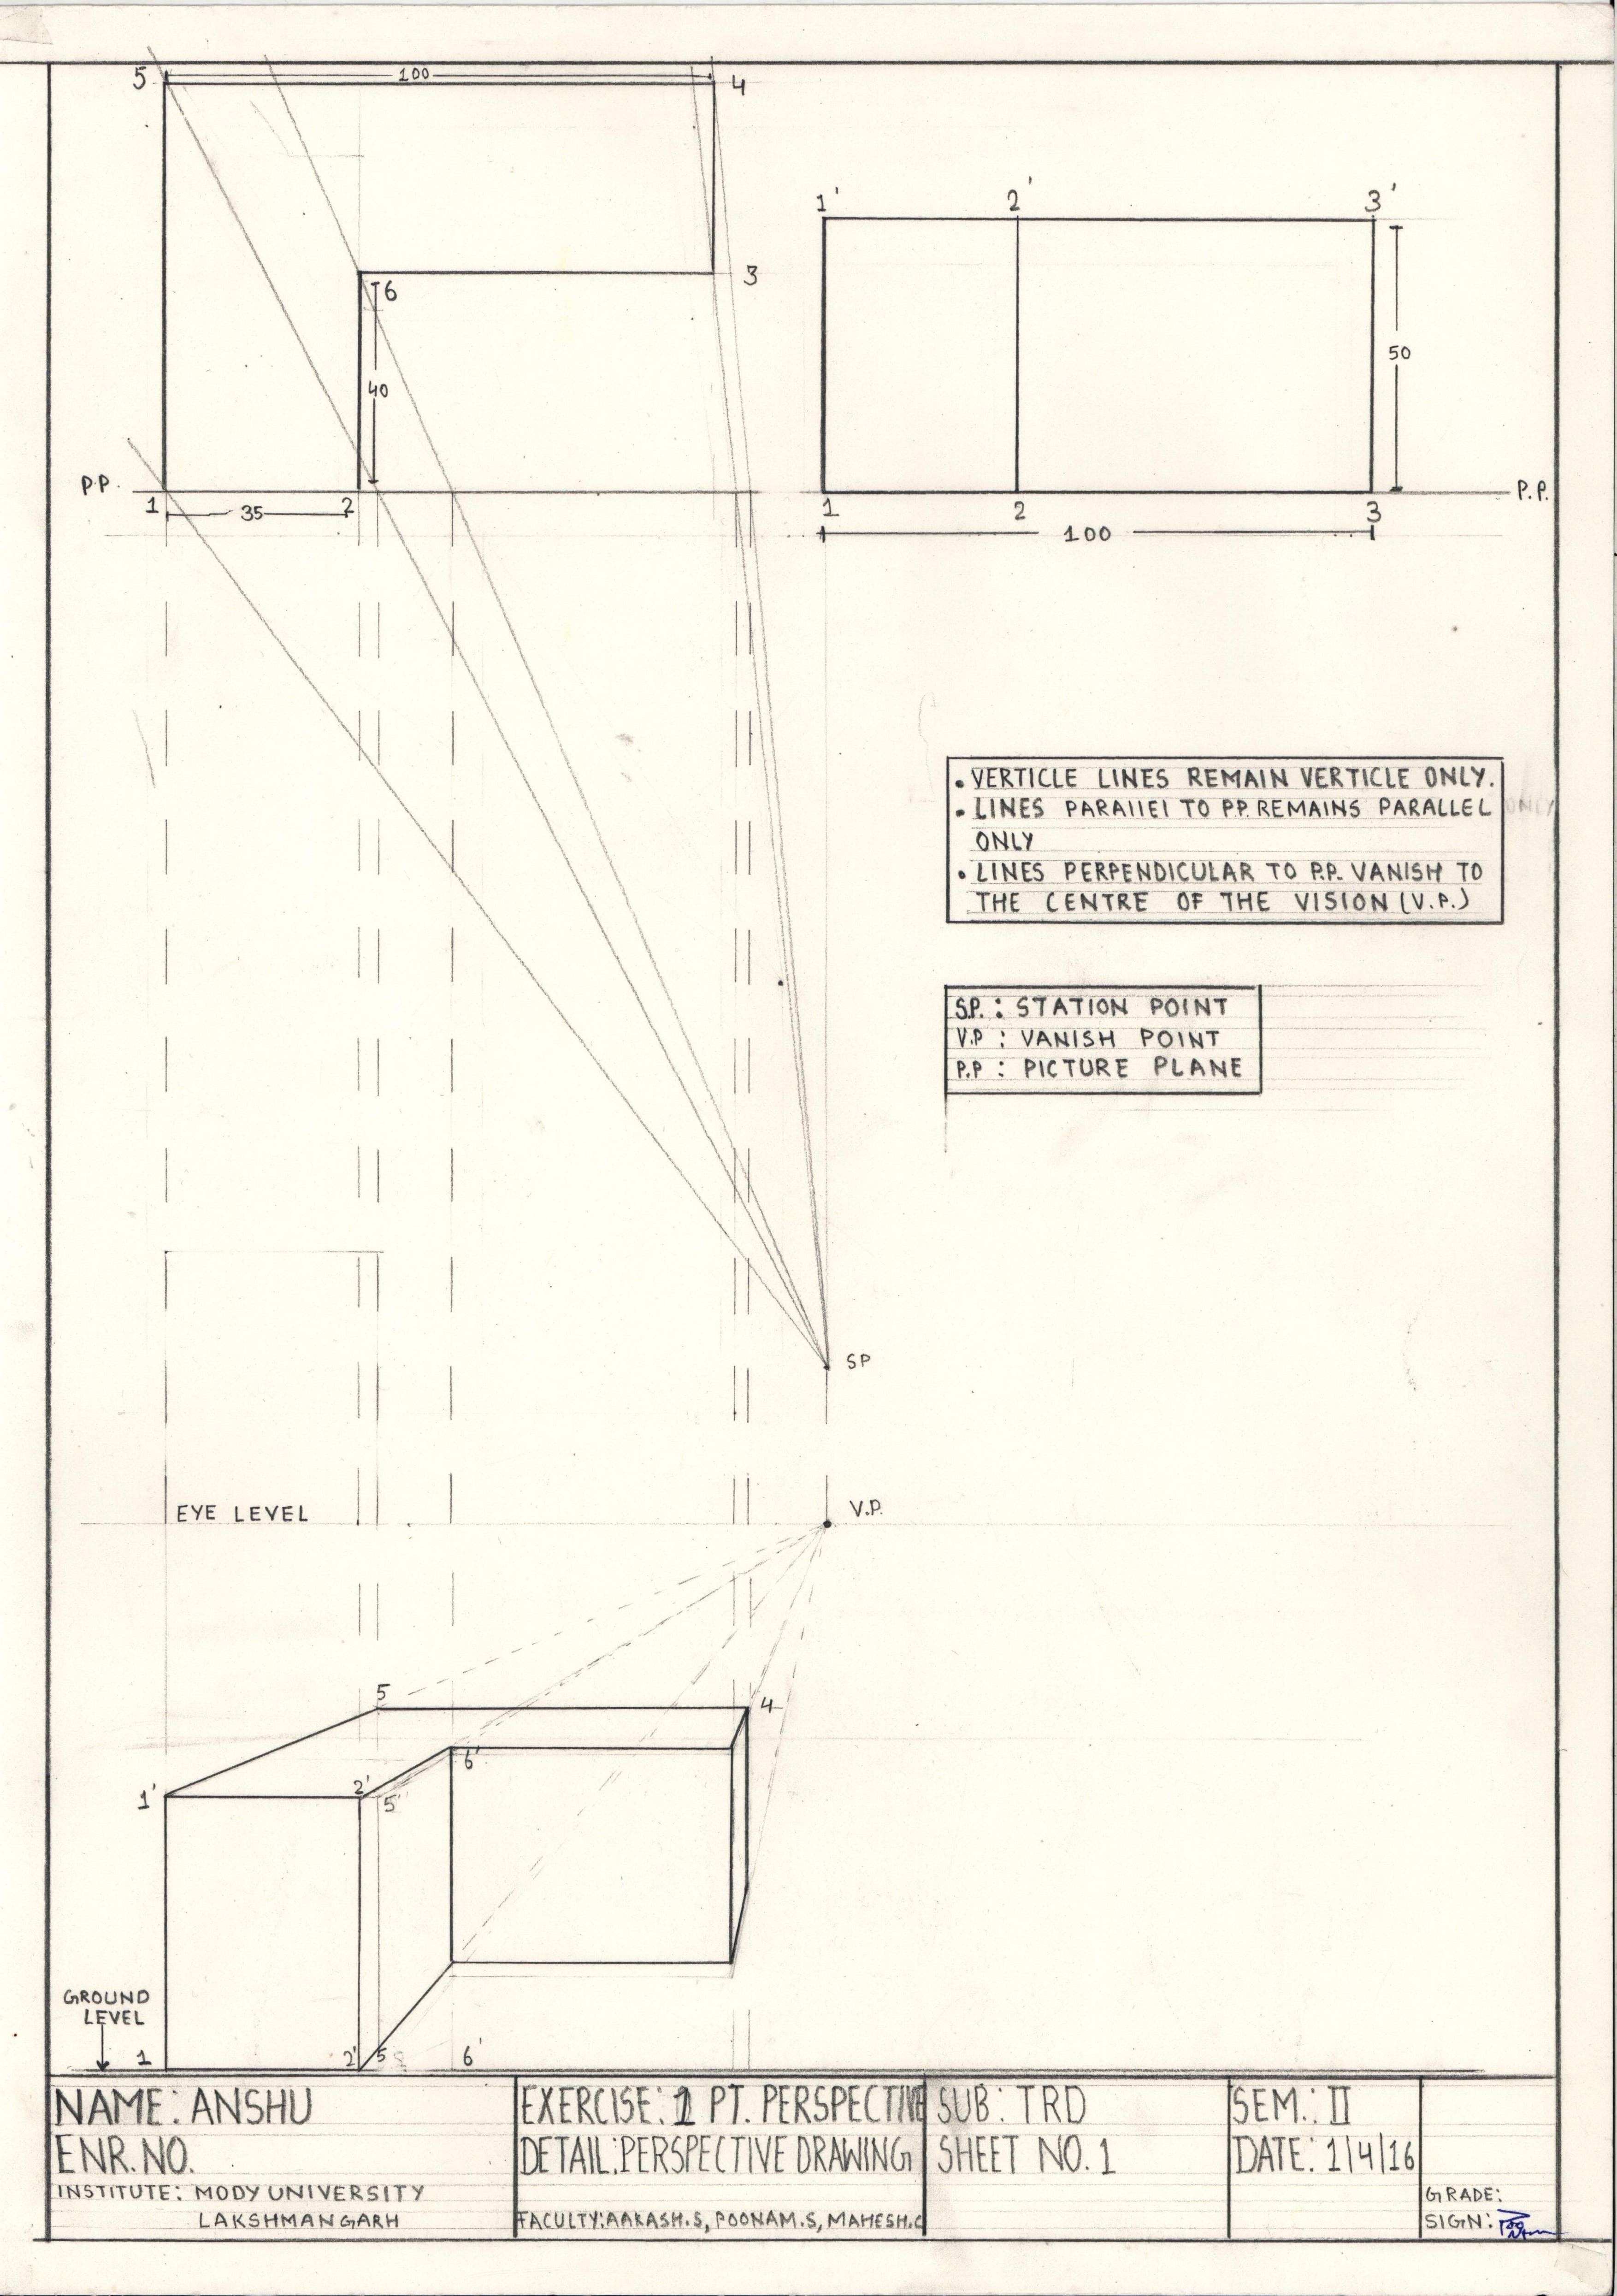 5
100
4
6
3
40
P.P.
1
35
2
1'
2'
3'
50
P.P.
1
2
3
100
• VERTICLE LINES REMAIN VERTICLE ONLY.
• LINES PARAllEl TO P.P. REMAINS PARALLEL
ONLY
• LINES PERPENDICULAR TO P.P. VANISH TO
THE CENTRE OF THE VISION (V.P.)
S.P. : STATION POINT
V.P : VANISH POINT
P.P : PICTURE PLANE
SP
EYE LEVEL
V.P.
5
4
6'
1'
2'
5'
GROUND
LEVEL
1
2'
5
6'
NAME: ANSHU
ENR. NO.
INSTITUTE: MODY UNIVERSITY
LAKSHMANGARH
EXERCISE: 1 PT. PERSPECTIVE
DETAIL: PERSPECTIVE DRAWING
FACULTY: AAKASH.S, POONAM.S, MAHESH.C
SUB: TRD
SHEET NO. 1
SEM.: II
DATE: 1/4/16
GRADE:
SIGN: